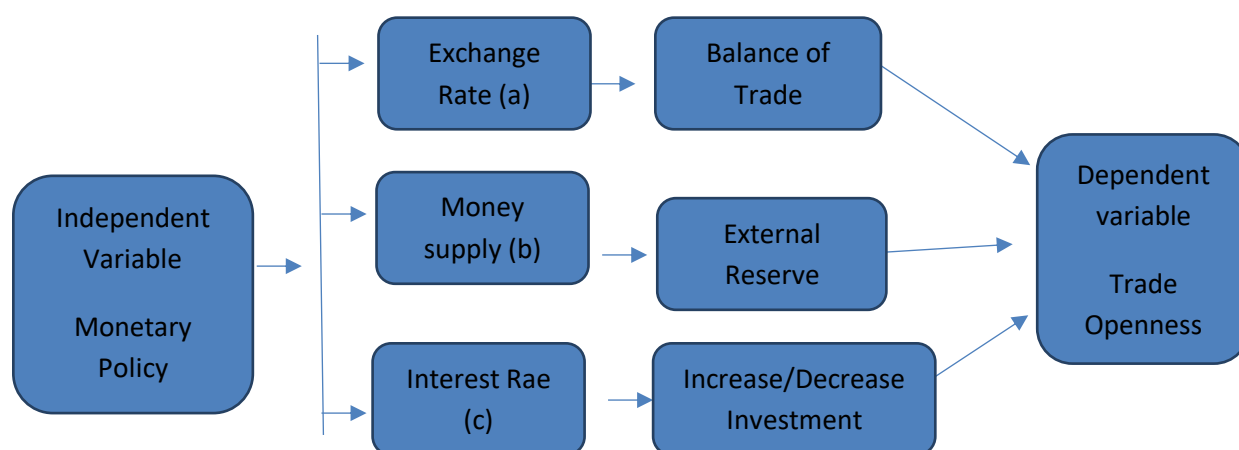 Independent
Variable
Monetary
Policy
Exchange
Rate (a)
Balance of
Trade
Money
supply (b)
External
Reserve
Interest Rae
(c)
Increase/Decrease
Investment
Dependent
variable
Trade
Openness